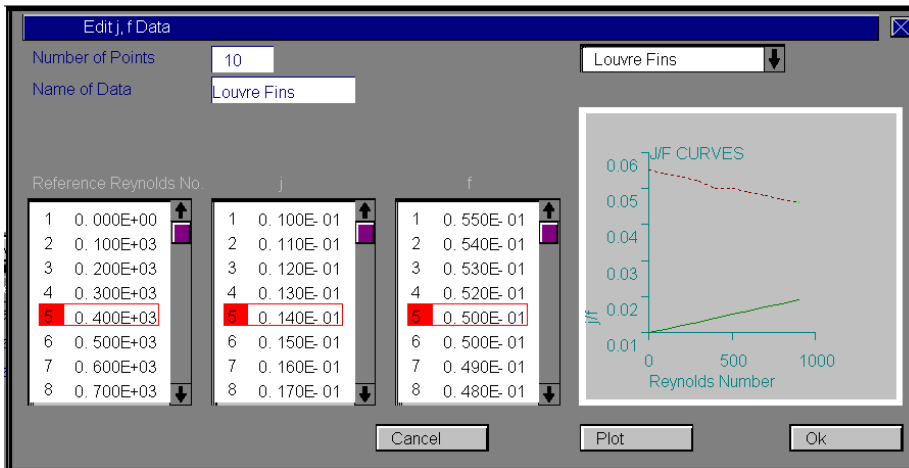 Edit j, f Data
Number of Points 10 Louvre Fins
Name of Data Louvre Fins
Reference Reynolds No. j f
1 0.000E+00 1 0.100E-01 1 0.550E-01
2 0.100E+03 2 0.110E-01 2 0.540E-01
3 0.200E+03 3 0.120E-01 3 0.530E-01
4 0.300E+03 4 0.130E-01 4 0.520E-01
5 0.400E+03 5 0.140E-01 5 0.500E-01
6 0.500E+03 6 0.150E-01 6 0.500E-01
7 0.600E+03 7 0.160E-01 7 0.490E-01
8 0.700E+03 8 0.170E-01 8 0.480E-01
J/F CURVES
0.06
0.05
0.04
0.03
0.02
0.01
j/f
0 500 1000
Reynolds Number
Cancel Plot Ok